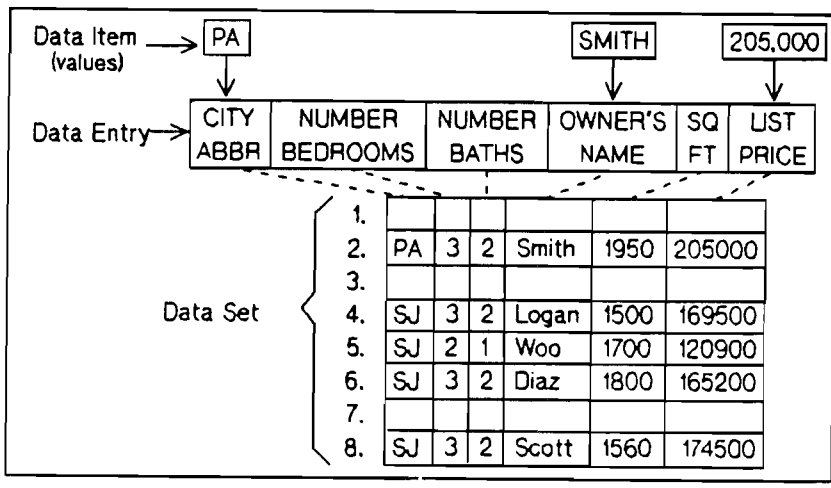 Data Item PA SMITH 205,000
(values)
Data Entry
CITY ABBR NUMBER BEDROOMS NUMBER BATHS OWNER'S NAME SQ FT LIST PRICE
Data Set
1.
2. PA 3 2 Smith 1950 205000
3.
4. SJ 3 2 Logan 1500 169500
5. SJ 2 1 Woo 1700 120900
6. SJ 3 2 Diaz 1800 165200
7.
8. SJ 3 2 Scott 1560 174500